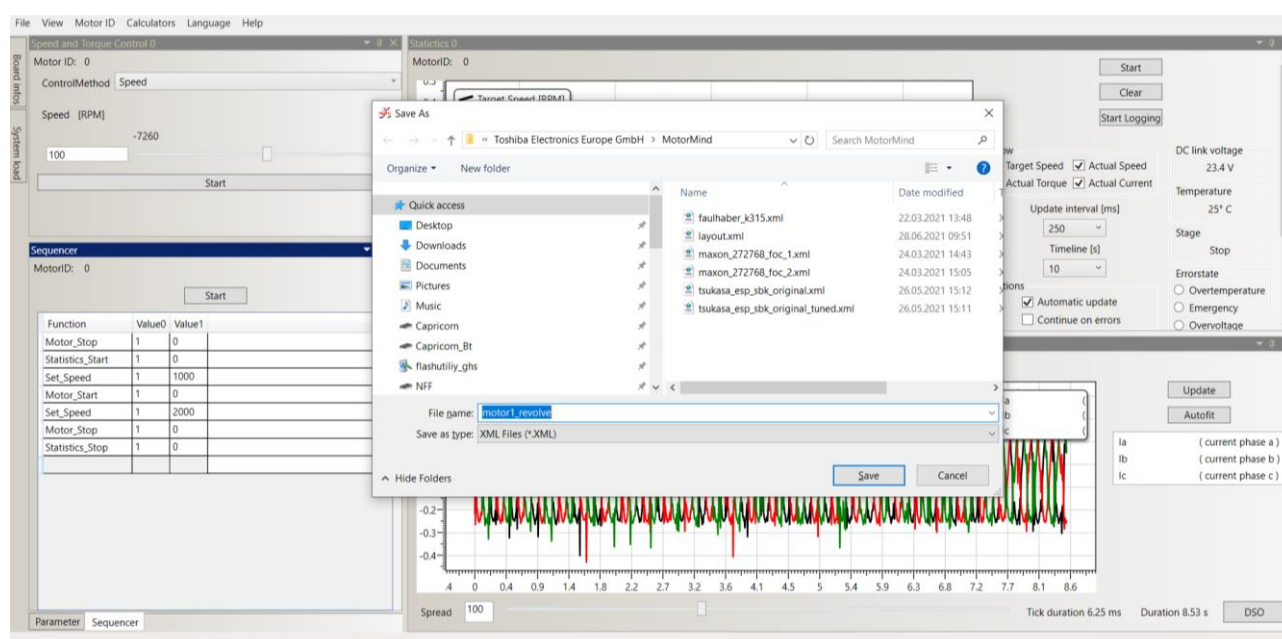 File View Motor ID Calculators Language Help
Board infos
System load
Speed and Torque Control 0
Motor ID: 0
ControlMethod Speed
Speed [RPM]
-7260
100
Start
Sequencer
MotorID: 0
Start
Function Value0 Value1
Motor_Stop 1 0
Statistics_Start 1 0
Set_Speed 1 1000
Motor_Start 1 0
Set_Speed 1 2000
Motor_Stop 1 0
Statistics_Stop 1 0
Parameter Sequencer
Statictics 0
MotorID: 0
Target Speed [RPM]
Save As
« Toshiba Electronics Europe GmbH > MotorMind
Search MotorMind
Organize New folder
Quick access
Desktop
Downloads
Documents
Pictures
Music
Capricorn
Capricorn_Bt
flashutiliy_ghs
NFF
Name Date modified
faulhaber_k315.xml 22.03.2021 13:48
layout.xml 28.06.2021 09:51
maxon_272768_foc_1.xml 24.03.2021 14:43
maxon_272768_foc_2.xml 24.03.2021 15:05
tsukasa_esp_sbk_original.xml 26.05.2021 15:12
tsukasa_esp_sbk_original_tuned.xml 26.05.2021 15:11
File name: motor1_revolve
Save as type: XML Files (*.XML)
Hide Folders
Save Cancel
Start
Clear
Start Logging
Target Speed Actual Speed
Actual Torque Actual Current
Update interval [ms]
250
Timeline [s]
10
Automatic update
Continue on errors
DC link voltage
23.4 V
Temperature
25° C
Stage
Stop
Errorstate
Overtemperature
Emergency
Overvoltage
Update
Autofit
Ia ( current phase a )
Ib ( current phase b )
Ic ( current phase c )
-0.2
-0.3
-0.4
.4 0 0.4 0.9 1.4 1.8 2.2 2.7 3.2 3.6 4.1 4.5 5 5.4 5.9 6.3 6.8 7.2 7.7 8.1 8.6
Spread 100
Tick duration 6.25 ms Duration 8.53 s DSO